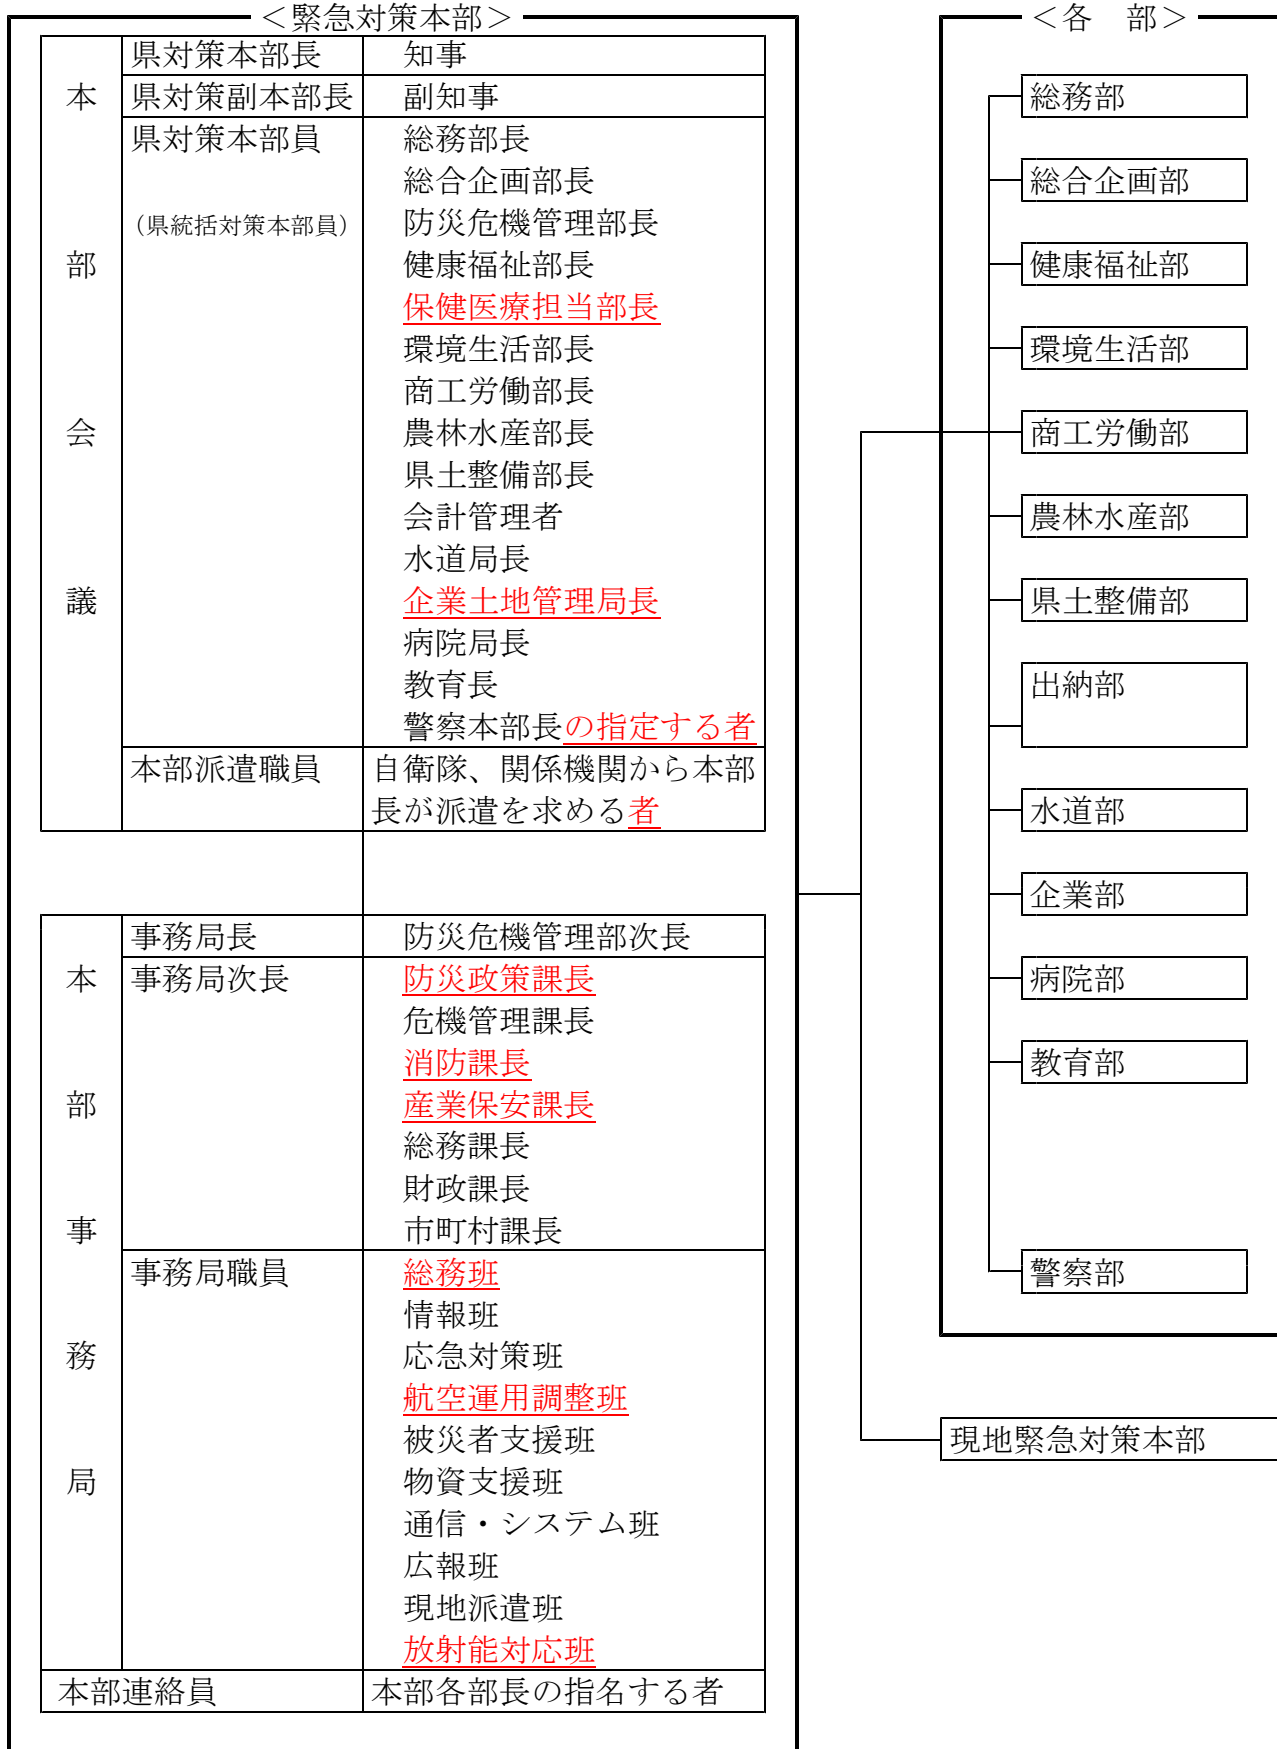 ＜緊急対策本部＞
本部会議
県対策本部長　知事
県対策副本部長　副知事
県対策本部員　総務部長
総合企画部長
（県統括対策本部員）　防災危機管理部長
健康福祉部長
保健医療担当部長
環境生活部長
商工労働部長
農林水産部長
県土整備部長
会計管理者
水道局長
企業土地管理局長
病院局長
教育長
警察本部長の指定する者
本部派遣職員　自衛隊、関係機関から本部
長が派遣を求める者
本部事務局
事務局長　防災危機管理部次長
事務局次長　防災政策課長
危機管理課長
消防課長
産業保安課長
総務課長
財政課長
市町村課長
事務局職員　総務班
情報班
応急対策班
航空運用調整班
被災者支援班
物資支援班
通信・システム班
広報班
現地派遣班
放射能対応班
本部連絡員　本部各部長の指名する者
＜各　部＞
総務部
総合企画部
健康福祉部
環境生活部
商工労働部
農林水産部
県土整備部
出納部
水道部
企業部
病院部
教育部
警察部
現地緊急対策本部